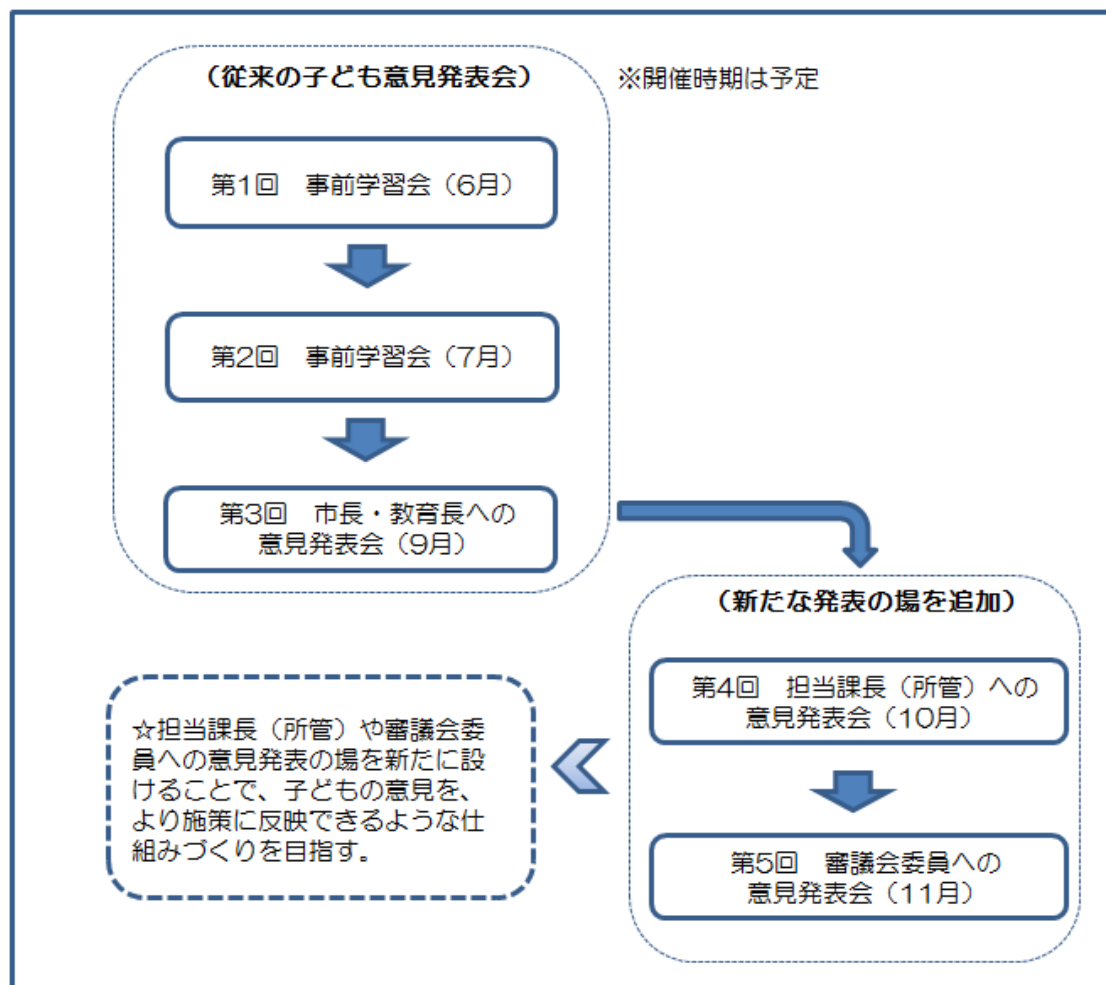 （従来の子ども意見発表会）
※開催時期は予定
第1回　事前学習会（6月）
第2回　事前学習会（7月）
第3回　市長・教育長への
意見発表会（9月）
（新たな発表の場を追加）
第4回　担当課長（所管）への
意見発表会（10月）
第5回　審議会委員への
意見発表会（11月）
☆担当課長（所管）や審議会委
員への意見発表の場を新たに設
けることで、子どもの意見を、
より施策に反映できるような仕
組みづくりを目指す。